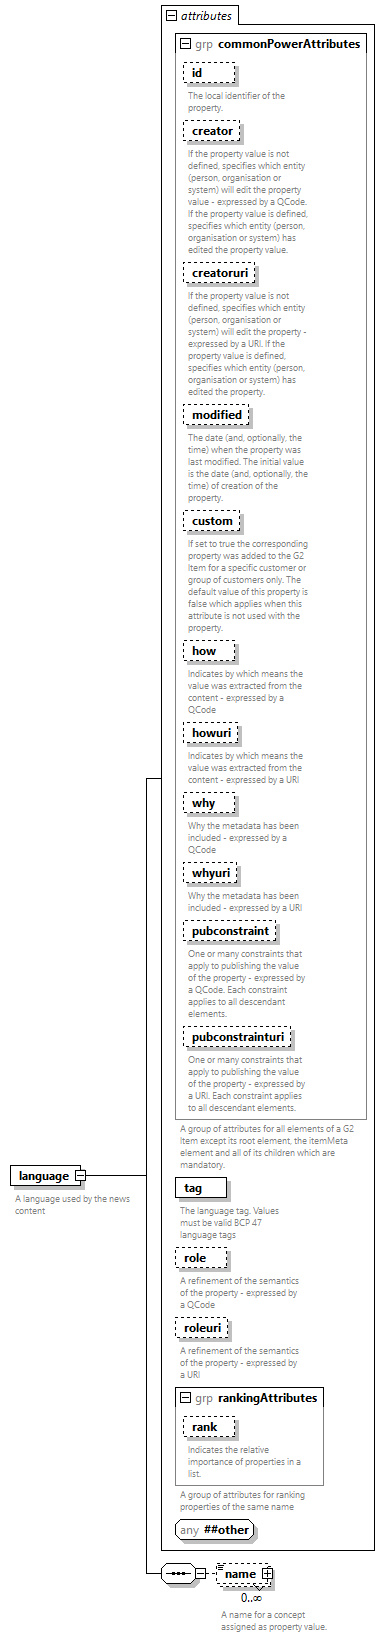 attributes
grp commonPowerAttributes
id
The local identifier of the
property.
creator
If the property value is not
defined, specifies which entity
(person, organisation or
system) will edit the property
value - expressed by a QCode.
If the property value is defined,
specifies which entity (person,
organisation or system) has
edited the property value.
creatoruri
If the property value is not
defined, specifies which entity
(person, organisation or
system) will edit the property -
expressed by a URI. If the
property value is defined,
specifies which entity (person,
organisation or system) has
edited the property.
modified
The date (and, optionally, the
time) when the property was
last modified. The initial value
is the date (and, optionally, the
time) of creation of the
property.
custom
If set to true the corresponding
property was added to the G2
Item for a specific customer or
group of customers only. The
default value of this property is
false which applies when this
attribute is not used with the
property.
how
Indicates by which means the
value was extracted from the
content - expressed by a
QCode
howuri
Indicates by which means the
value was extracted from the
content - expressed by a URI
why
Why the metadata has been
included - expressed by a
QCode
whyuri
Why the metadata has been
included - expressed by a URI
pubconstraint
One or many constraints that
apply to publishing the value
of the property - expressed by
a QCode. Each constraint
applies to all descendant
elements.
pubconstrainturi
One or many constraints that
apply to publishing the value
of the property - expressed by
a URI. Each constraint applies
to all descendant elements.
A group of attributes for all elements of a G2
Item except its root element, the itemMeta
element and all of its children which are
mandatory.
language
A language used by the news
content
tag
The language tag. Values
must be valid BCP 47
language tags
role
A refinement of the semantics
of the property - expressed by
a QCode
roleuri
A refinement of the semantics
of the property - expressed by
a URI
grp rankingAttributes
rank
Indicates the relative
importance of properties in a
list.
A group of attributes for ranking
properties of the same name
any ##other
name
0..∞
A name for a concept
assigned as property value.